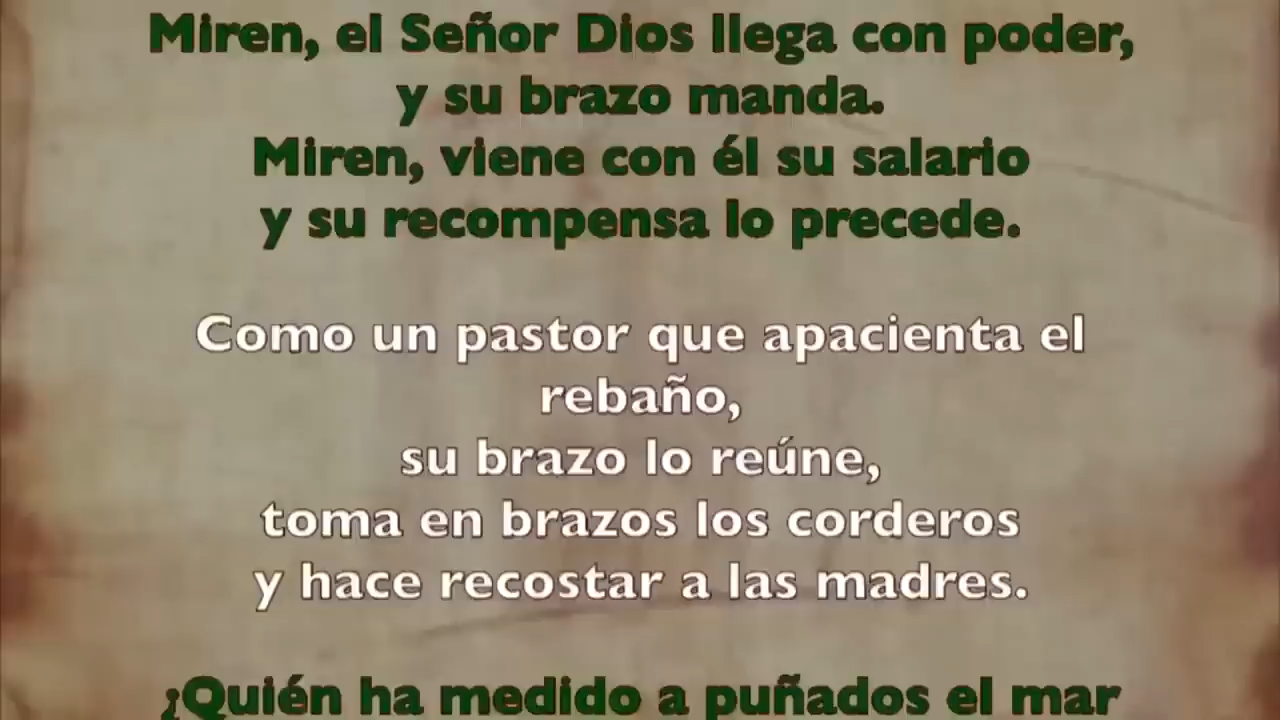 Miren, el Señor Dios llega con poder,
y su brazo manda.
Miren, viene con él su salario
y su recompensa lo precede.
Como un pastor que apacienta el
rebaño,
su brazo lo reúne,
toma en brazos los corderos
y hace recostar a las madres.
¿Quién ha medido a puñados el mar